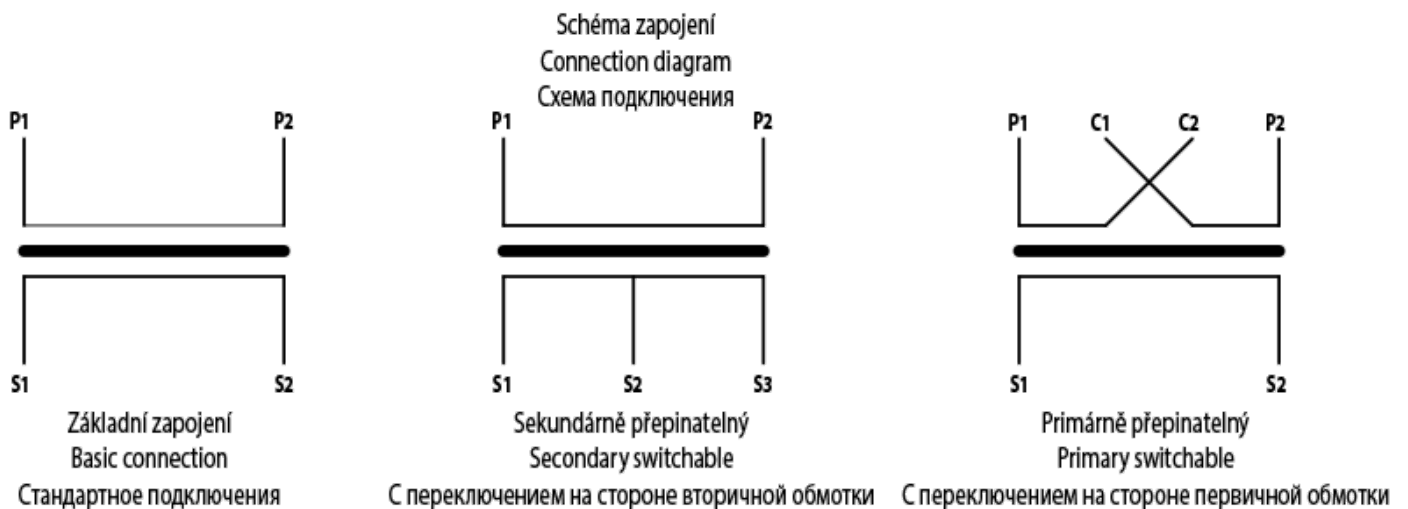 Schéma zapojení
Connection diagram
Схема подключения
P1 P2
P1 P2
P1 C1 C2 P2
S1 S2
S1 S2 S3
S1 S2
Základní zapojení
Basic connection
Стандартное подключения
Sekundárně přepinatelný
Secondary switchable
С переключением на стороне вторичной обмотки
Primárně přepinatelný
Primary switchable
С переключением на стороне первичной обмотки